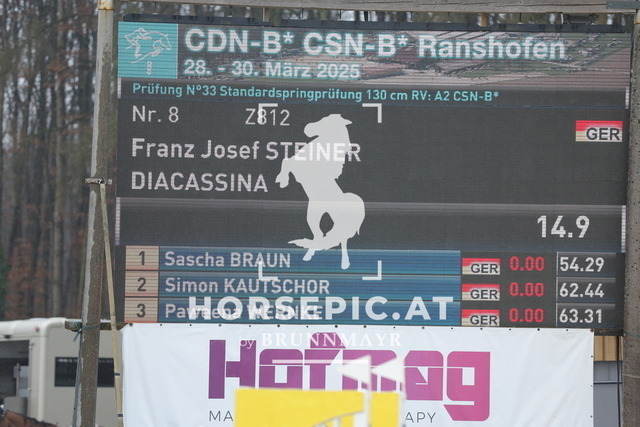 CDN-B* CSN-B* Ranshofen
28. - 30. März 2025
8
Prüfung N°33 Standardspringprüfung 130 cm RV: A2 CSN-B*
Nr. 8 Z812
GER
Franz Josef STEINER
DIACASSINA
14.9
1 Sascha BRAUN GER 0.00 54.29
2 Simon KAUTSCHOR GER 0.00 62.44
3 GER 0.00 63.31
HORSEPIC.AT
by BRUNNMAYR
Hofmag
APY